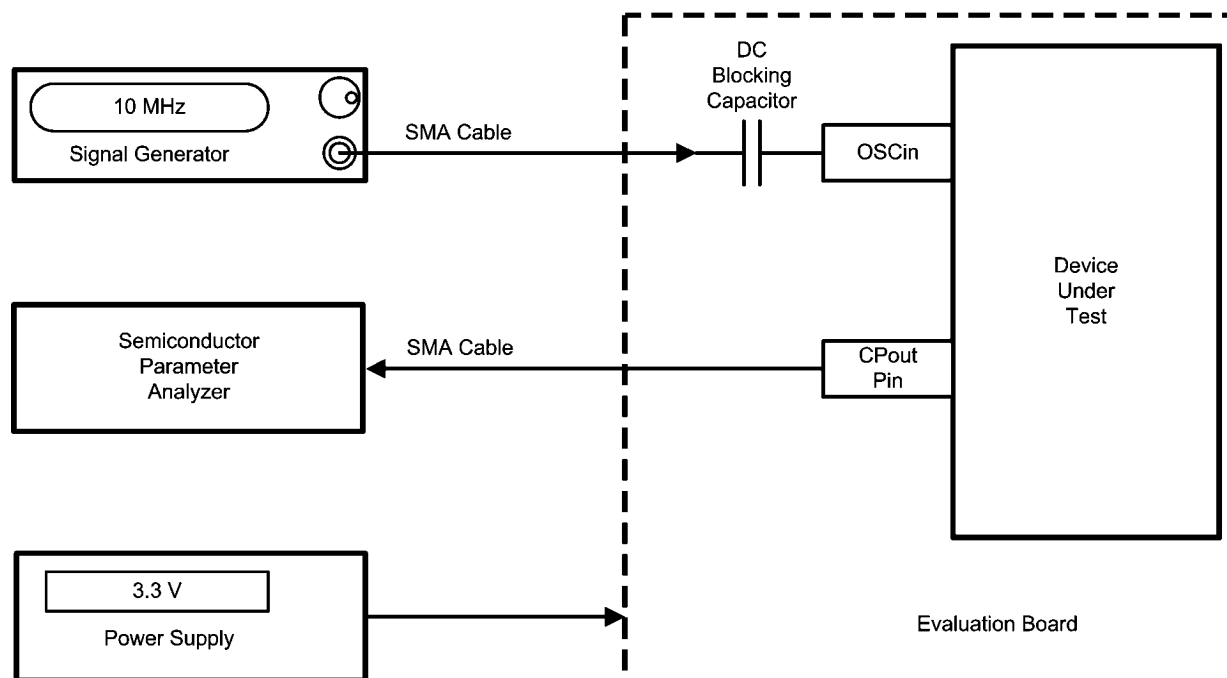 10 MHz
Signal Generator
SMA Cable
DC
Blocking
Capacitor
OSCin
Device
Under
Test
Semiconductor
Parameter
Analyzer
SMA Cable
CPout
Pin
3.3 V
Power Supply
Evaluation Board